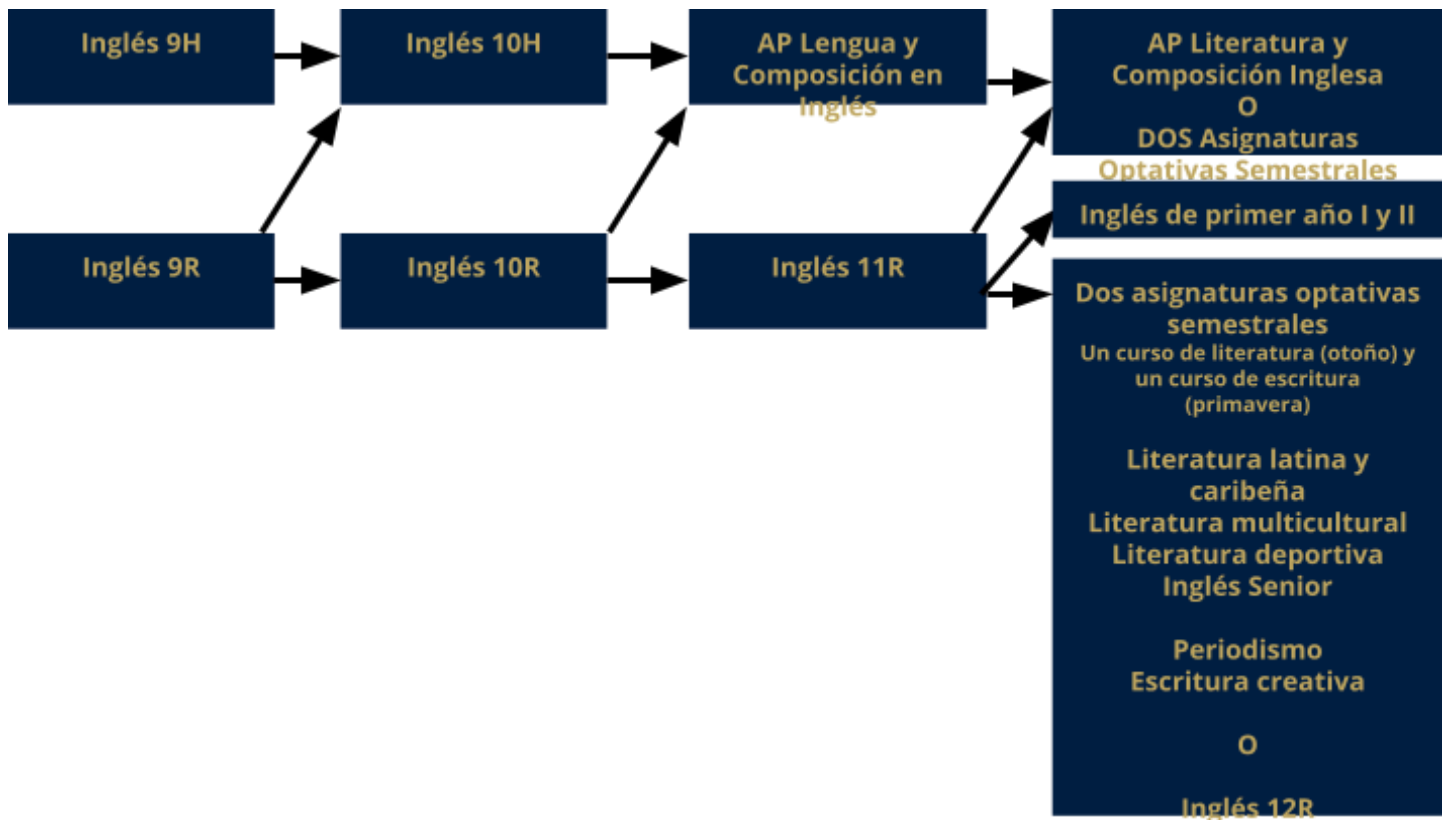 Inglés 9H
Inglés 10H
AP Lengua y
Composición en
Inglés
AP Literatura y
Composición Inglesa
O
DOS Asignaturas
Optativas Semestrales
Inglés de primer año I y II
Inglés 9R
Inglés 10R
Inglés 11R
Dos asignaturas optativas
semestrales
Un curso de literatura (otoño) y
un curso de escritura
(primavera)
Literatura latina y
caribeña
Literatura multicultural
Literatura deportiva
Inglés Senior
Periodismo
Escritura creativa
O
Inglés 12R